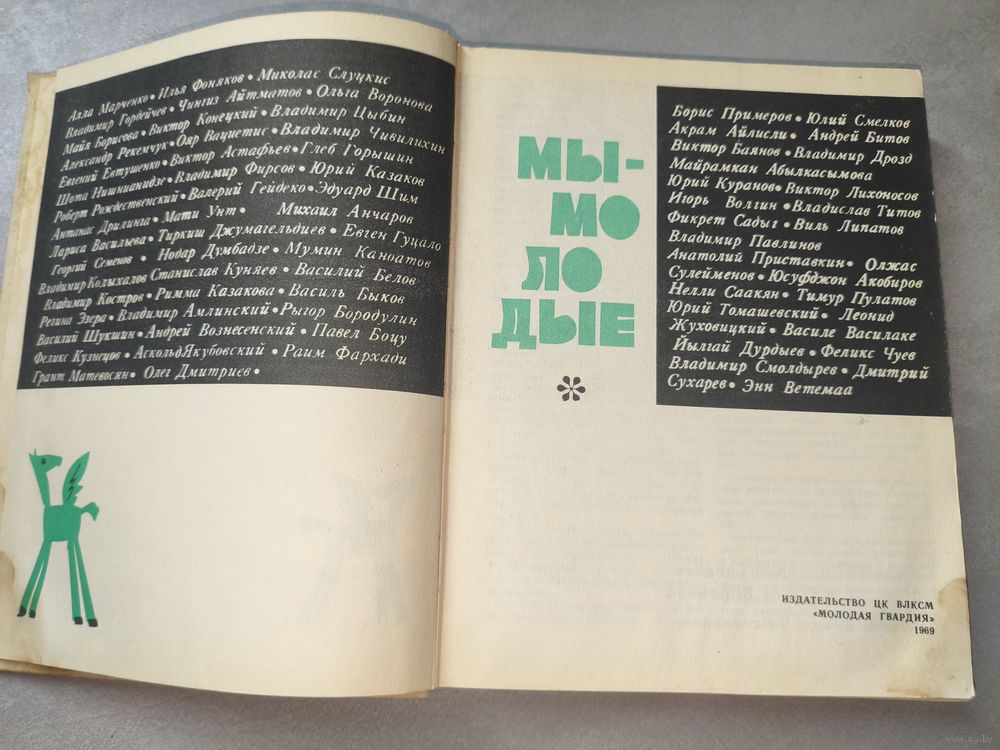 Алла Марченко • Илья Фоняков • Миколас Слуцкис
Владимир Гордейчев • Чингиз Айтматов • Ольга Воронова
Майя Борисова • Виктор Конецкий • Владимир Цыбин
Александр Рекемчук • Ояр Вациетис • Владимир Чивилихин
Евгений Евтушенко • Виктор Астафьев • Глеб Горышин
Шота Нишнианидзе • Владимир Фирсов • Юрий Казаков
Роберт Рождественский • Валерий Гейдеко • Эдуард Шим
Антанас Дрилинга • Мати Унт • Михаил Анчаров
Лариса Васильева • Тиркиш Джумагельдиев • Евген Гуцало
Георгий Семенов • Нодар Думбадзе • Мумин Каноатов
Владимир Колыхалов Станислав Куняев • Василий Белов
Владимир Костров • Римма Казакова • Василь Быков
Регина Эзера • Владимир Амлинский • Рыгор Бородулин
Василий Шукшин • Андрей Вознесенский • Павел Боцу
Феликс Кузнецов • Аскольд Якубовский • Раим Фархади
Грант Матевосян • Олег Дмитриев •
МЫ-
МО
ЛО
ДЫЕ
Борис Примеров • Юлий Смелков
Акрам Айлисли • Андрей Битов
Виктор Баянов • Владимир Дрозд
Майрамкан Абылкасымова
Юрий Куранов • Виктор Лихоносов
Игорь Волгин • Владислав Титов
Фикрет Садыг • Виль Липатов
Владимир Павлинов
Анатолий Приставкин • Олжас
Сулейменов • Юсуфджон Акобиров
Нелли Саакян • Тимур Пулатов
Юрий Томашевский • Леонид
Жуховицкий • Василе Василаке
Йылгай Дурдыев • Феликс Чуев
Владимир Смолдырев • Дмитрий
Сухарев • Энн Ветемаа
ИЗДАТЕЛЬСТВО ЦК ВЛКСМ
«МОЛОДАЯ ГВАРДИЯ»
1969
www.ay.by